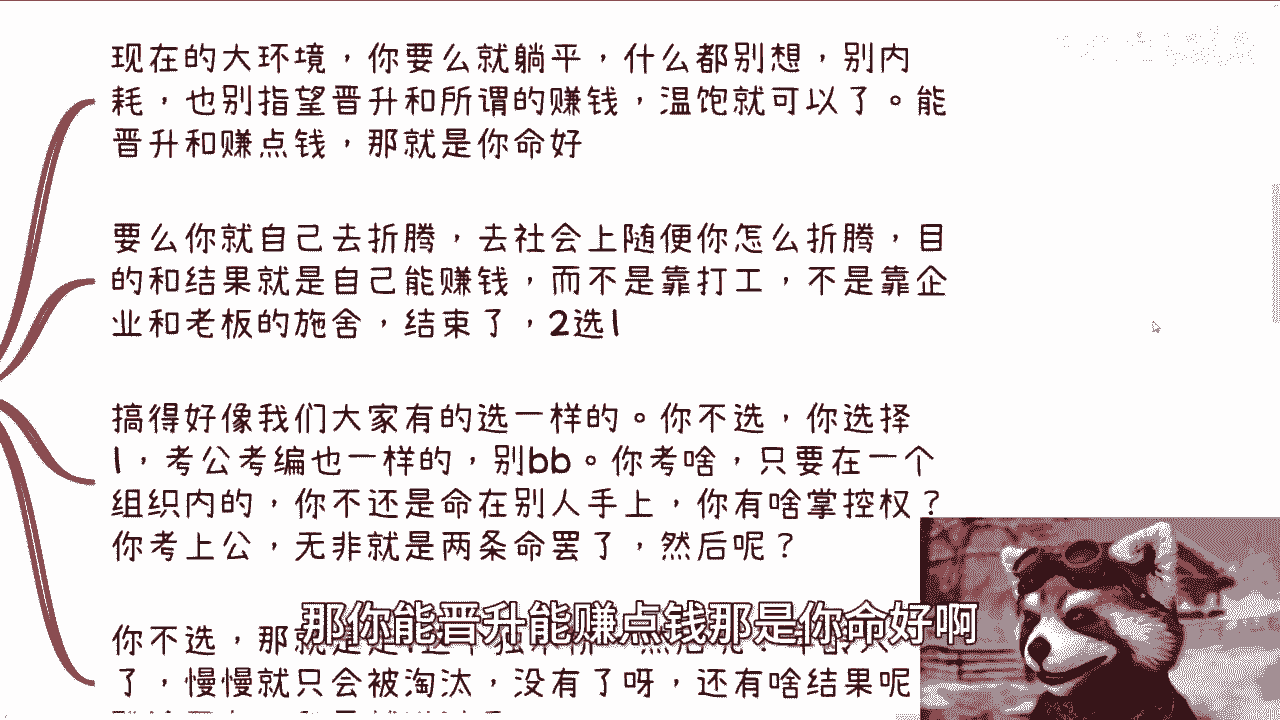 现在的大环境，你要么就躺平，什么都别想，别内
耗，也别指望晋升和所谓的赚钱，温饱就可以了。能
晋升和赚点钱，那就是你命好
要么你就自己去折腾，去社会上随便你怎么折腾，目
的和结果就是自己能赚钱，而不是靠打工，不是靠企
业和老板的施舍，结束了，2选1
搞得好像我们大家有的选一样的。你不选，你选择
1，考公考编也一样的，别bb。你考啥，只要在一个
组织内的，你不还是命在别人手上，你有啥掌控权？
你考上公，无非就是两条命罢了，然后呢？
你不选，那就是走
那你能晋升能赚点钱那是你命好啊
了，慢慢就只会被淘汰，没有了呀，还有啥结果呢